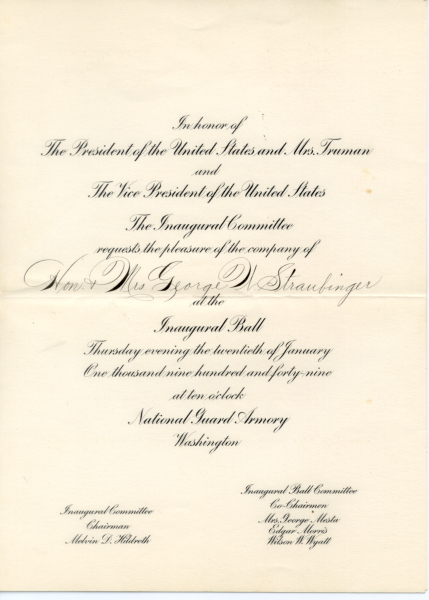 In honor of
The President of the United States and Mrs. Truman
and
The Vice President of the United States
The Inaugural Committee
requests the pleasure of the company of
Hon. & Mrs George W Straubinger
at the
Inaugural Ball
Thursday evening the twentieth of January
One thousand nine hundred and forty-nine
at ten o'clock
National Guard Armory
Washington
Inaugural Committee
Chairman
Melvin D. Hildreth
Inaugural Ball Committee
Co-Chairmen
Mrs. George Mesta
Edgar Morris
Wilson W. Wyatt